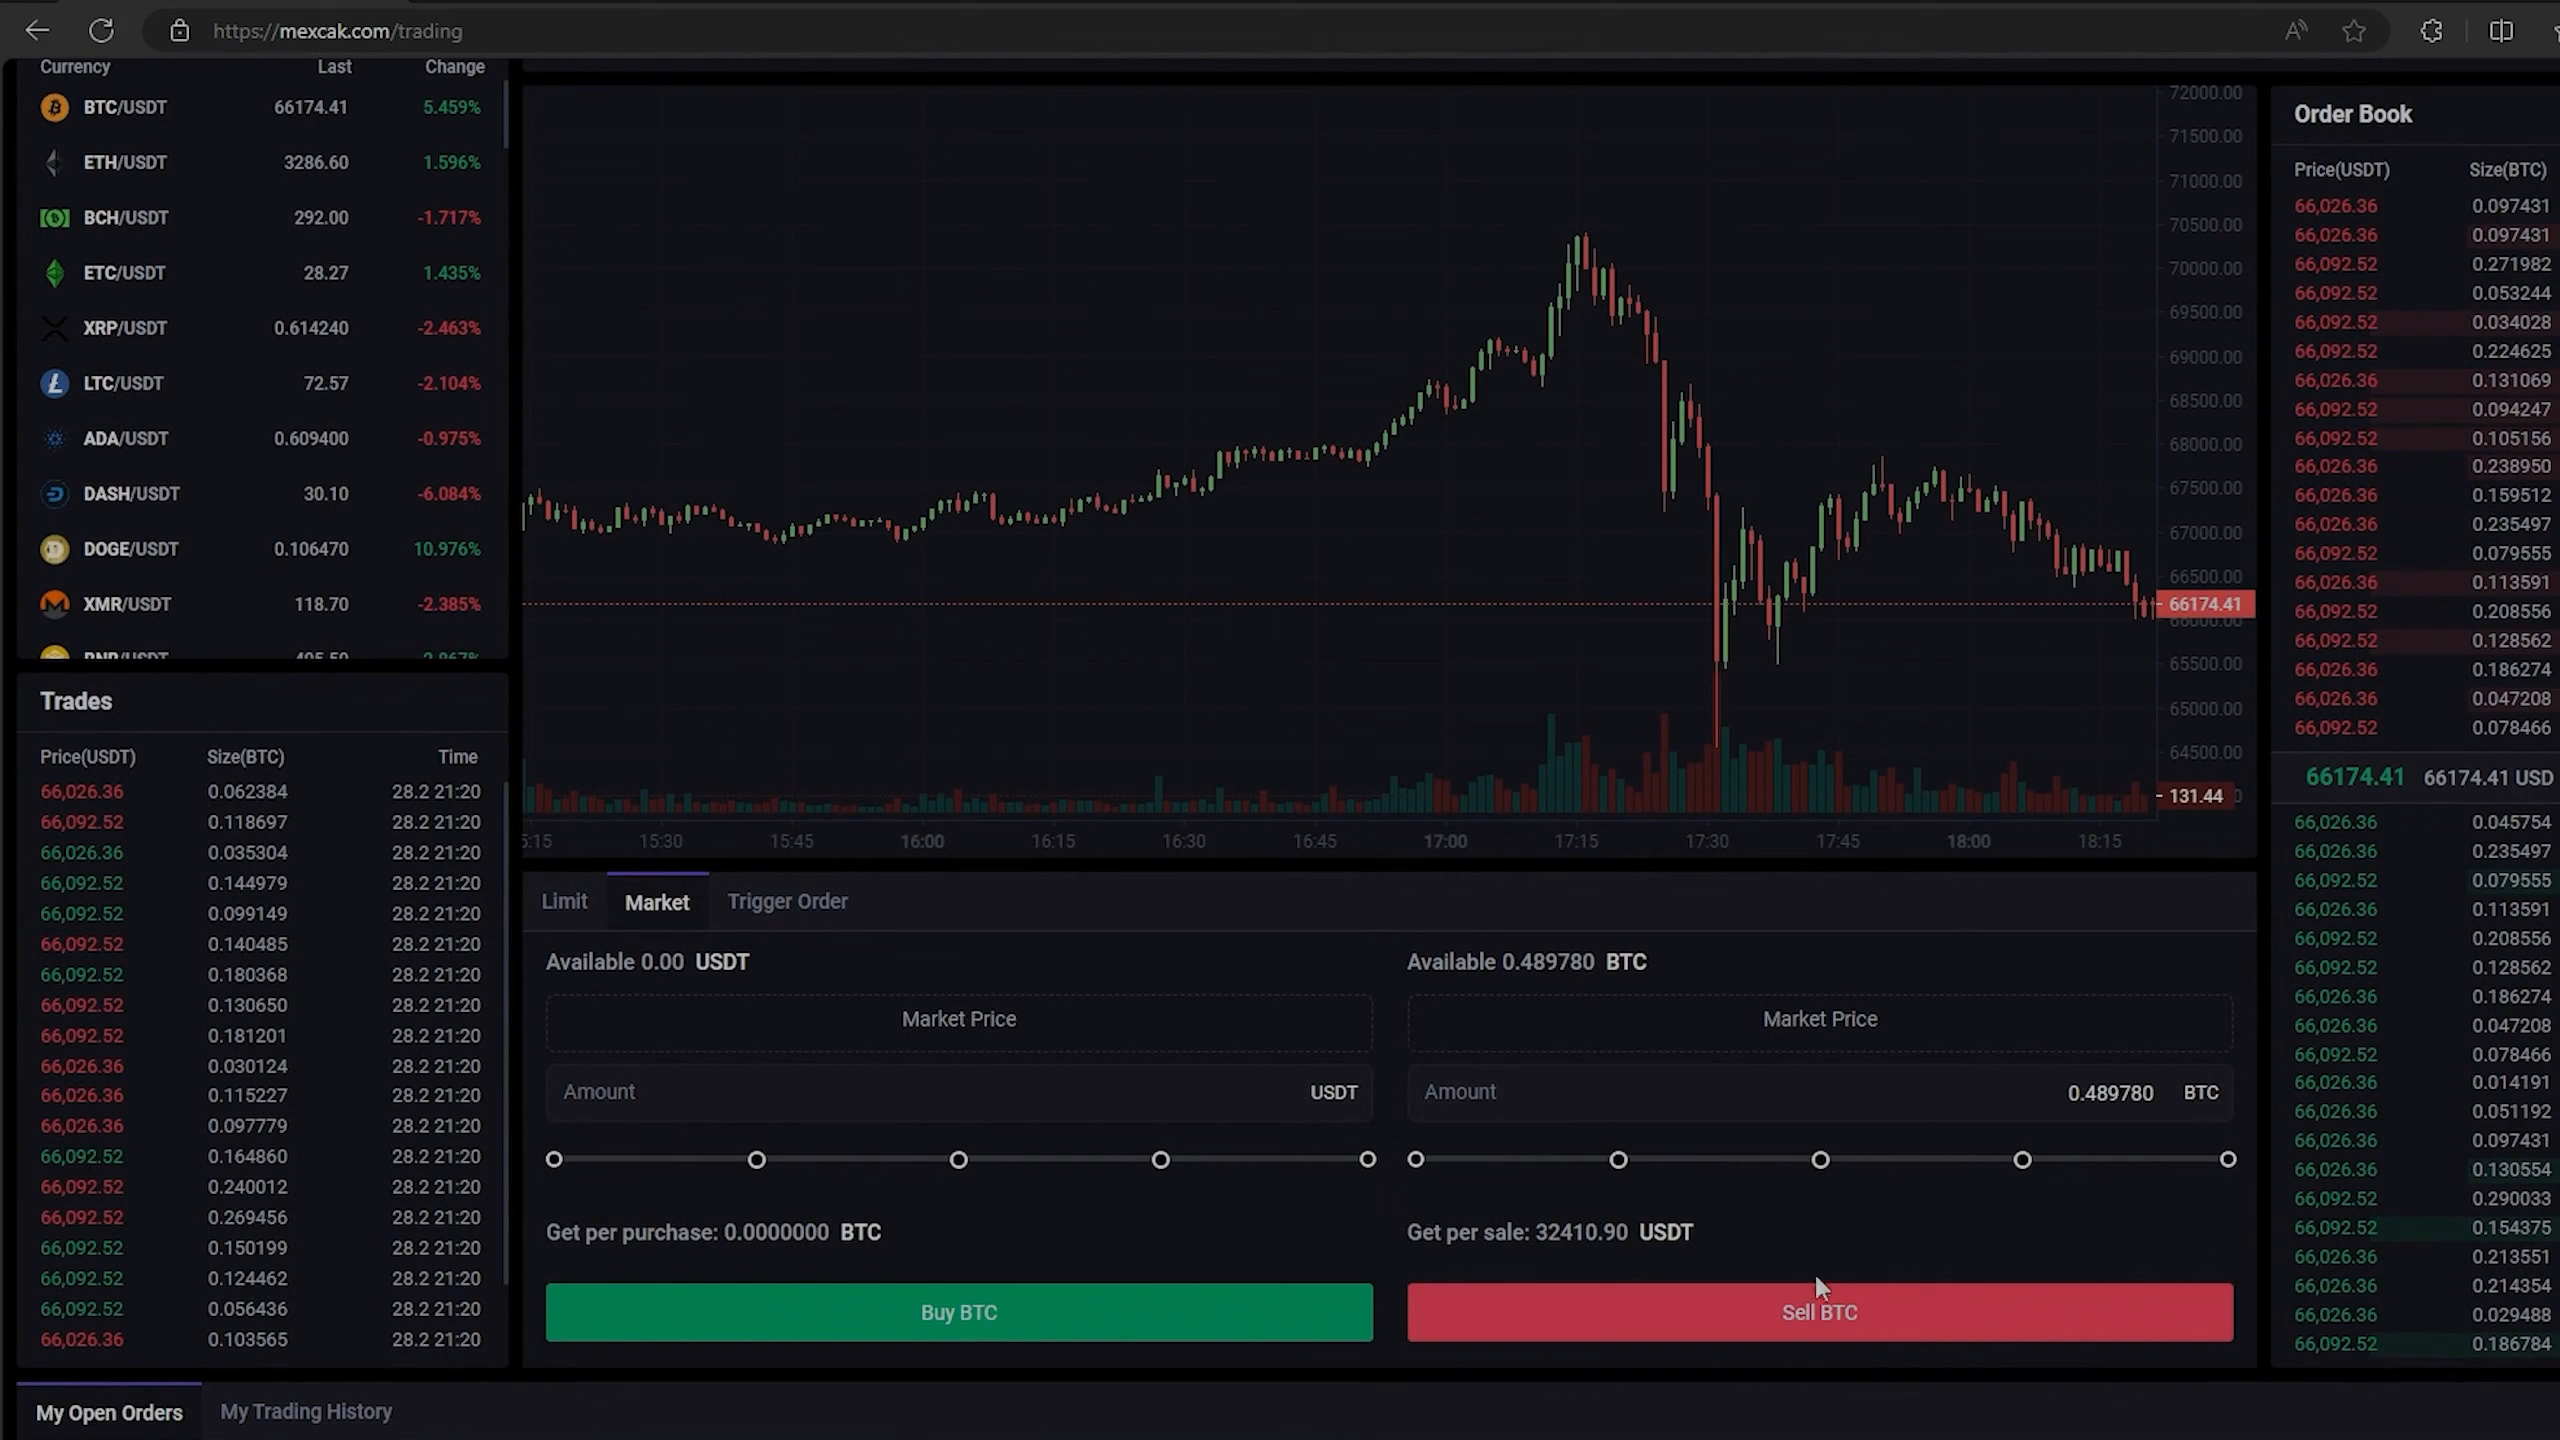 https://mexcak.com/trading
Currency Last Change
BTC/USDT 66174.41 5.459%
ETH/USDT 3286.60 1.596%
BCH/USDT 292.00 -1.717%
ETC/USDT 28.27 1.435%
XRP/USDT 0.614240 -2.463%
LTC/USDT 72.57 -2.104%
ADA/USDT 0.609400 -0.975%
DASH/USDT 30.10 -6.084%
DOGE/USDT 0.106470 10.976%
XMR/USDT 118.70 -2.385%
Trades
Price(USDT) Size(BTC) Time
66,026.36 0.062384 28.2 21:20
66,092.52 0.118697 28.2 21:20
66,026.36 0.035304 28.2 21:20
66,092.52 0.144979 28.2 21:20
66,092.52 0.099149 28.2 21:20
66,092.52 0.140485 28.2 21:20
66,092.52 0.180368 28.2 21:20
66,092.52 0.130650 28.2 21:20
66,092.52 0.181201 28.2 21:20
66,026.36 0.030124 28.2 21:20
66,026.36 0.115227 28.2 21:20
66,026.36 0.097779 28.2 21:20
66,092.52 0.164860 28.2 21:20
66,092.52 0.240012 28.2 21:20
66,092.52 0.269456 28.2 21:20
66,092.52 0.150199 28.2 21:20
66,092.52 0.124462 28.2 21:20
66,092.52 0.056436 28.2 21:20
66,026.36 0.103565 28.2 21:20
72000.00
71500.00
71000.00
70500.00
70000.00
69500.00
69000.00
68500.00
68000.00
67500.00
67000.00
66500.00
66174.41
65500.00
65000.00
64500.00
131.44
15:30 15:45 16:00 16:15 16:30 16:45 17:00 17:15 17:30 17:45 18:00 18:15
Limit Market Trigger Order
Available 0.00 USDT
Market Price
Amount USDT
Get per purchase: 0.0000000 BTC
Buy BTC
Available 0.489780 BTC
Market Price
Amount 0.489780 BTC
Get per sale: 32410.90 USDT
Sell BTC
Order Book
Price(USDT) Size(BTC)
66,026.36 0.097431
66,026.36 0.097431
66,092.52 0.271982
66,092.52 0.053244
66,092.52 0.034028
66,092.52 0.224625
66,026.36 0.131069
66,092.52 0.094247
66,092.52 0.105156
66,026.36 0.238950
66,026.36 0.159512
66,026.36 0.235497
66,092.52 0.079555
66,026.36 0.113591
66,092.52 0.208556
66,092.52 0.128562
66,092.52 0.186274
66,026.36 0.047208
66,092.52 0.078466
66174.41 66174.41 USD
66,026.36 0.045754
66,026.36 0.235497
66,092.52 0.079555
66,026.36 0.113591
66,092.52 0.208556
66,092.52 0.128562
66,026.36 0.186274
66,026.36 0.047208
66,092.52 0.078466
66,026.36 0.014191
66,026.36 0.051192
66,026.36 0.097431
66,026.36 0.130554
66,092.52 0.290033
66,092.52 0.154375
66,026.36 0.213551
66,026.36 0.214354
66,026.36 0.029488
66,092.52 0.186784
My Open Orders My Trading History